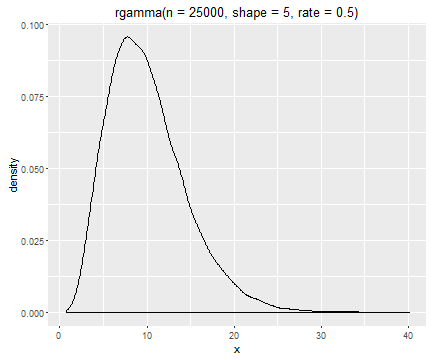 rgamma(n = 25000, shape = 5, rate = 0.5)
0.100
0.075
density
0.050
0.025
0.000
0 10 20 30 40
x